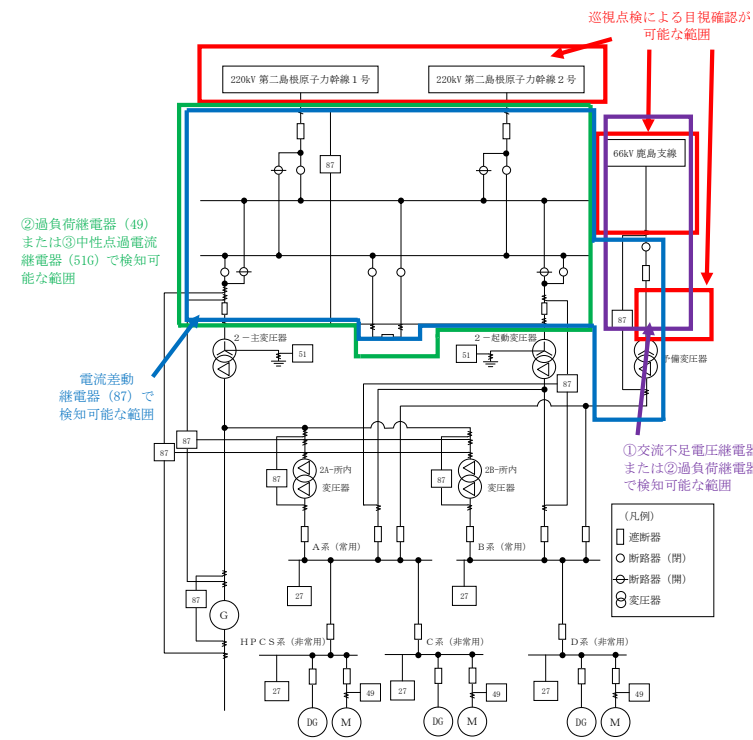 巡視点検による目視確認が
可能な範囲
220kV 第二島根原子力幹線１号
220kV 第二島根原子力幹線２号
66kV 鹿島支線
87
②過負荷継電器（49）
または③中性点過電流
継電器（51G）で検知可
能な範囲
87
２－主変圧器
２－起動変圧器
予備変圧器
51
51
電流差動
継電器（87）で
検知可能な範囲
87
87
87
①交流不足電圧継電器
または②過負荷継電器
で検知可能な範囲
2A-所内
変圧器
2B-所内
変圧器
87
87
（凡例）
遮断器
断路器（閉）
断路器（開）
変圧器
Ａ系（常用）
Ｂ系（常用）
27
27
87
G
ＨＰＣＳ系（非常用）
Ｃ系（非常用）
Ｄ系（非常用）
27
49
27
49
27
49
DG
M
DG
M
DG
M